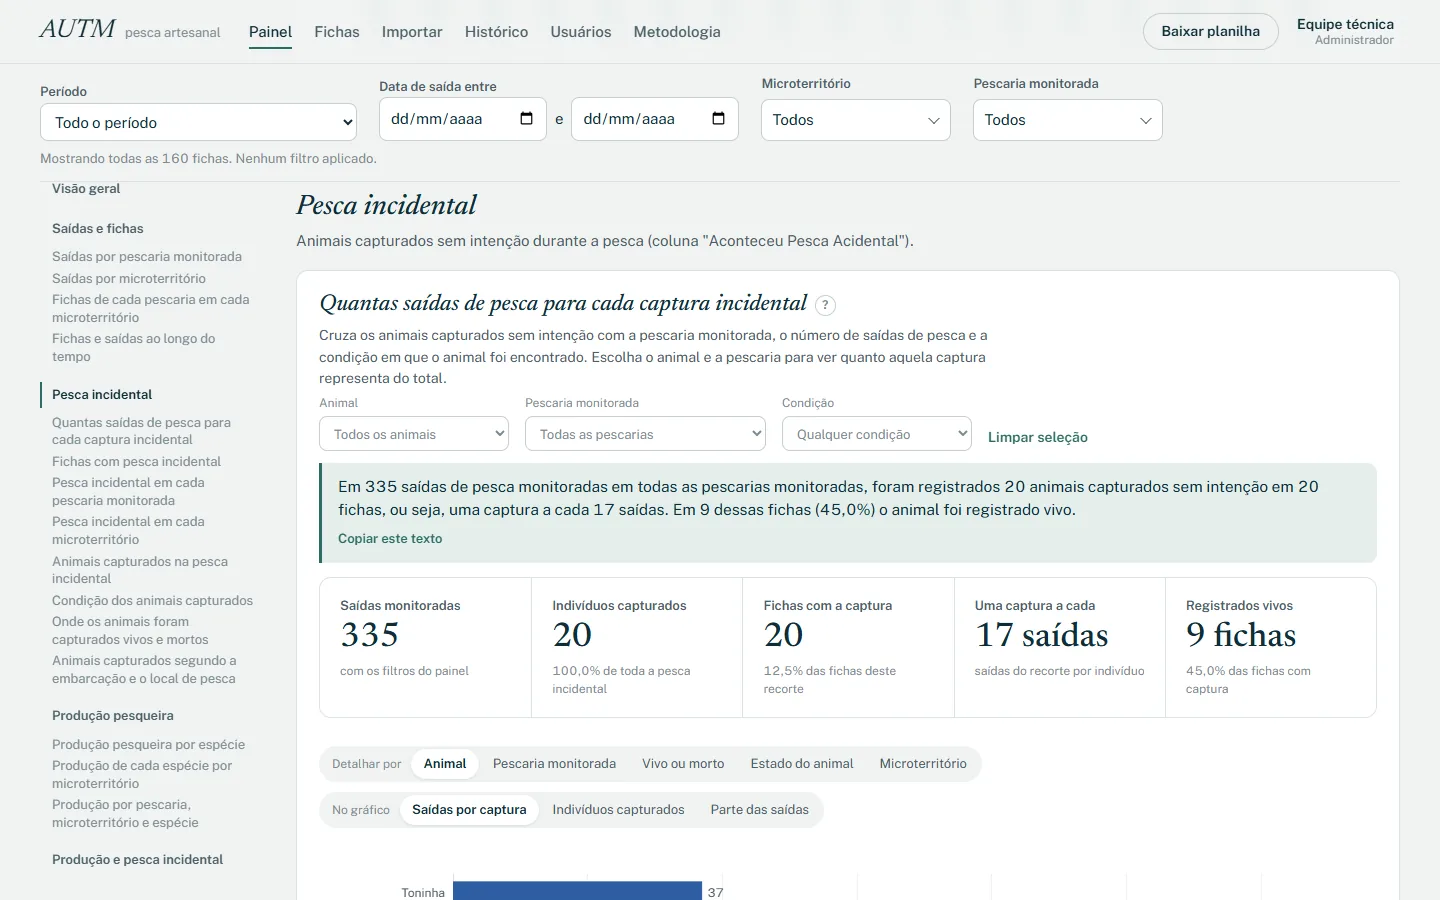 AUTM pesca artesanal
Painel
Fichas
Importar
Histórico
Usuários
Metodologia
Baixar planilha
Equipe técnica
Administrador
Período
Todo o período
Data de saída entre
dd/mm/aaaa
e
dd/mm/aaaa
Microterritório
Todos
Pescaria monitorada
Todos
Mostrando todas as 160 fichas. Nenhum filtro aplicado.
Visão geral
Saídas e fichas
Saídas por pescaria monitorada
Saídas por microterritório
Fichas de cada pescaria em cada
microterritório
Fichas e saídas ao longo do
tempo
Pesca incidental
Quantas saídas de pesca para
cada captura incidental
Fichas com pesca incidental
Pesca incidental em cada
pescaria monitorada
Pesca incidental em cada
microterritório
Animais capturados na pesca
incidental
Condição dos animais capturados
Onde os animais foram
capturados vivos e mortos
Animais capturados segundo a
embarcação e o local de pesca
Produção pesqueira
Produção pesqueira por espécie
Produção de cada espécie por
microterritório
Produção por pescaria,
microterritório e espécie
Produção e pesca incidental
Pesca incidental
Animais capturados sem intenção durante a pesca (coluna "Aconteceu Pesca Acidental").
Quantas saídas de pesca para cada captura incidental ?
Cruza os animais capturados sem intenção com a pescaria monitorada, o número de saídas de pesca e a
condição em que o animal foi encontrado. Escolha o animal e a pescaria para ver quanto aquela captura
representa do total.
Animal
Todos os animais
Pescaria monitorada
Todas as pescarias
Condição
Qualquer condição
Limpar seleção
Em 335 saídas de pesca monitoradas em todas as pescarias monitoradas, foram registrados 20 animais capturados sem intenção em 20
fichas, ou seja, uma captura a cada 17 saídas. Em 9 dessas fichas (45,0%) o animal foi registrado vivo.
Copiar este texto
Saídas monitoradas
335
com os filtros do painel
Indivíduos capturados
20
100,0% de toda a pesca
incidental
Fichas com a captura
20
12,5% das fichas deste
recorte
Uma captura a cada
17 saídas
saídas do recorte por indivíduo
Registrados vivos
9 fichas
45,0% das fichas com
captura
Detalhar por
Animal
Pescaria monitorada
Vivo ou morto
Estado do animal
Microterritório
No gráfico
Saídas por captura
Indivíduos capturados
Parte das saídas
Toninha
37